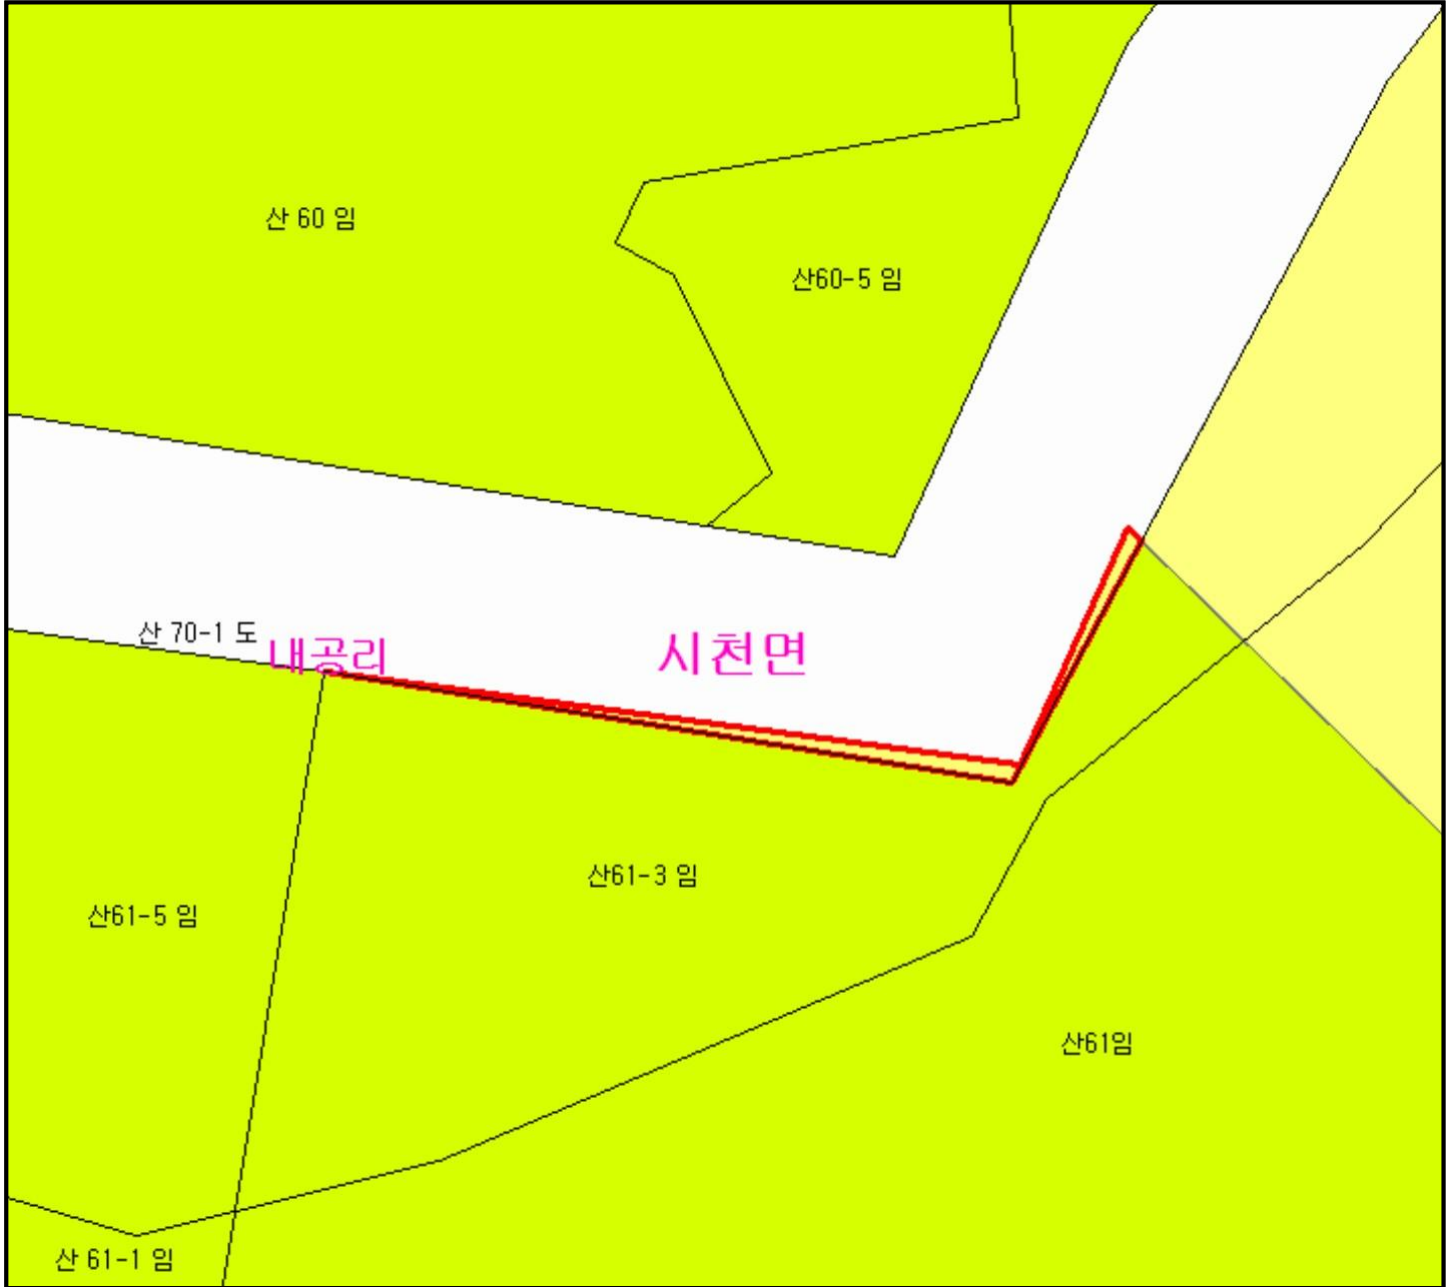 산 60 임
산60-5 임
산 70-1 도
내공리
시천면
산61-3 임
산61-5 임
산61임
산 61-1 임